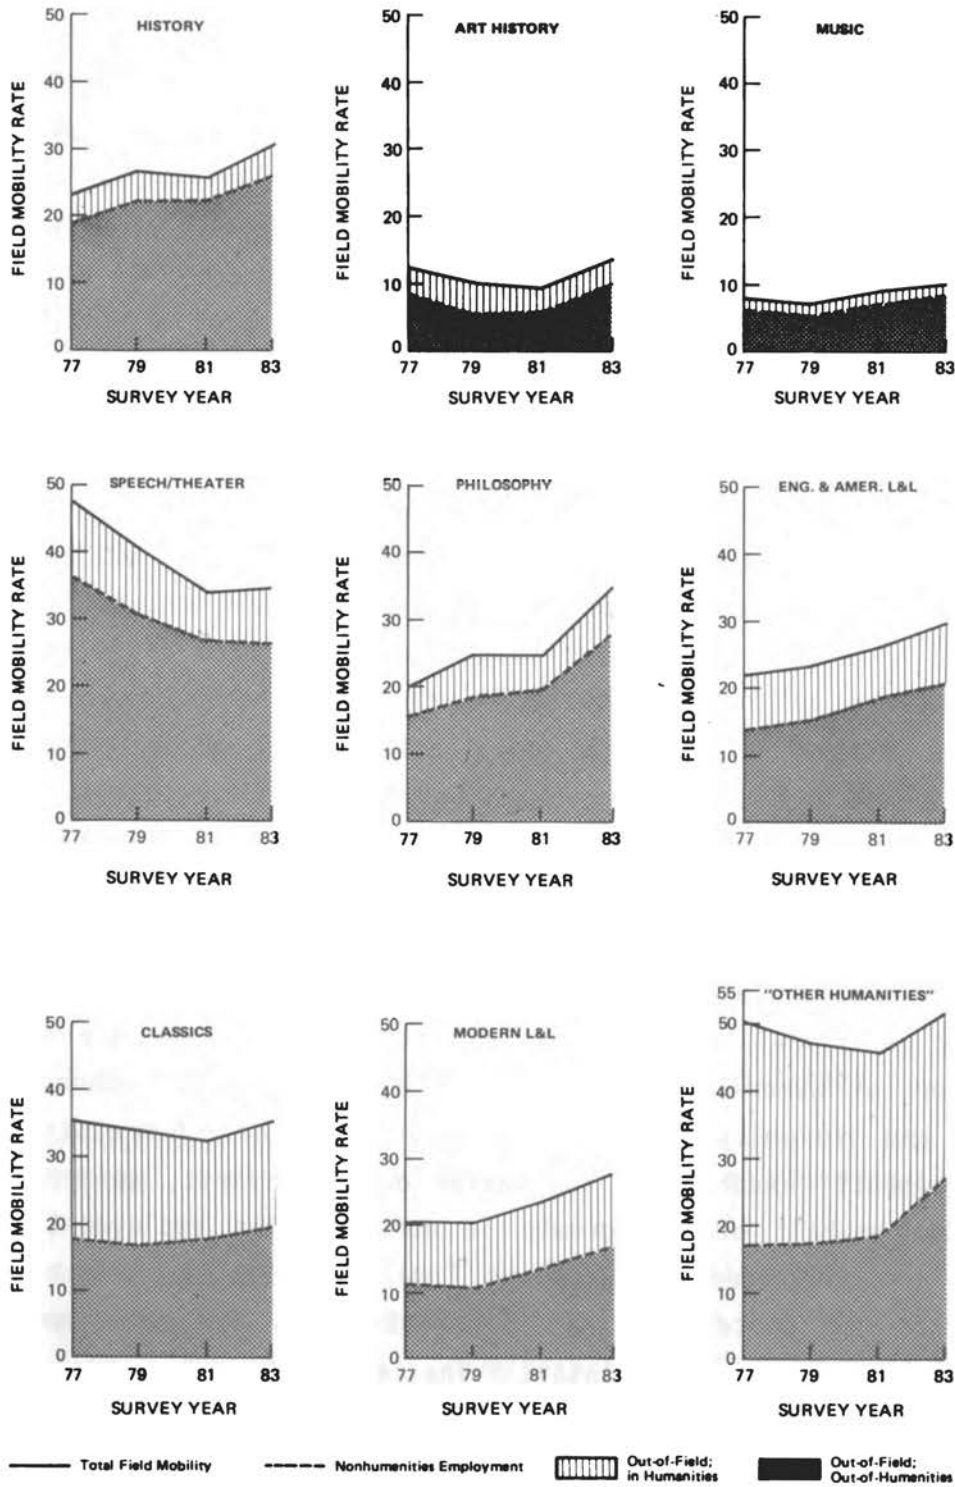 HISTORY
50
40
30
20
10
0
FIELD MOBILITY RATE
77 79 81 83
SURVEY YEAR
ART HISTORY
50
40
30
20
10
0
FIELD MOBILITY RATE
77 79 81 83
SURVEY YEAR
MUSIC
50
40
30
20
10
0
FIELD MOBILITY RATE
77 79 81 83
SURVEY YEAR
SPEECH/THEATER
50
40
30
20
10
0
FIELD MOBILITY RATE
77 79 81 83
SURVEY YEAR
PHILOSOPHY
50
40
30
20
10
0
FIELD MOBILITY RATE
77 79 81 83
SURVEY YEAR
ENG. & AMER. L&L
50
40
30
20
10
0
FIELD MOBILITY RATE
77 79 81 83
SURVEY YEAR
CLASSICS
50
40
30
20
10
0
FIELD MOBILITY RATE
77 79 81 83
SURVEY YEAR
MODERN L&L
50
40
30
20
10
0
FIELD MOBILITY RATE
77 79 81 83
SURVEY YEAR
"OTHER HUMANITIES"
55
50
40
30
20
10
0
FIELD MOBILITY RATE
77 79 81 83
SURVEY YEAR
Total Field Mobility
Nonhumenities Employment
Out-of-Field;
in Humanities
Out-of-Field;
Out-of-Humenities